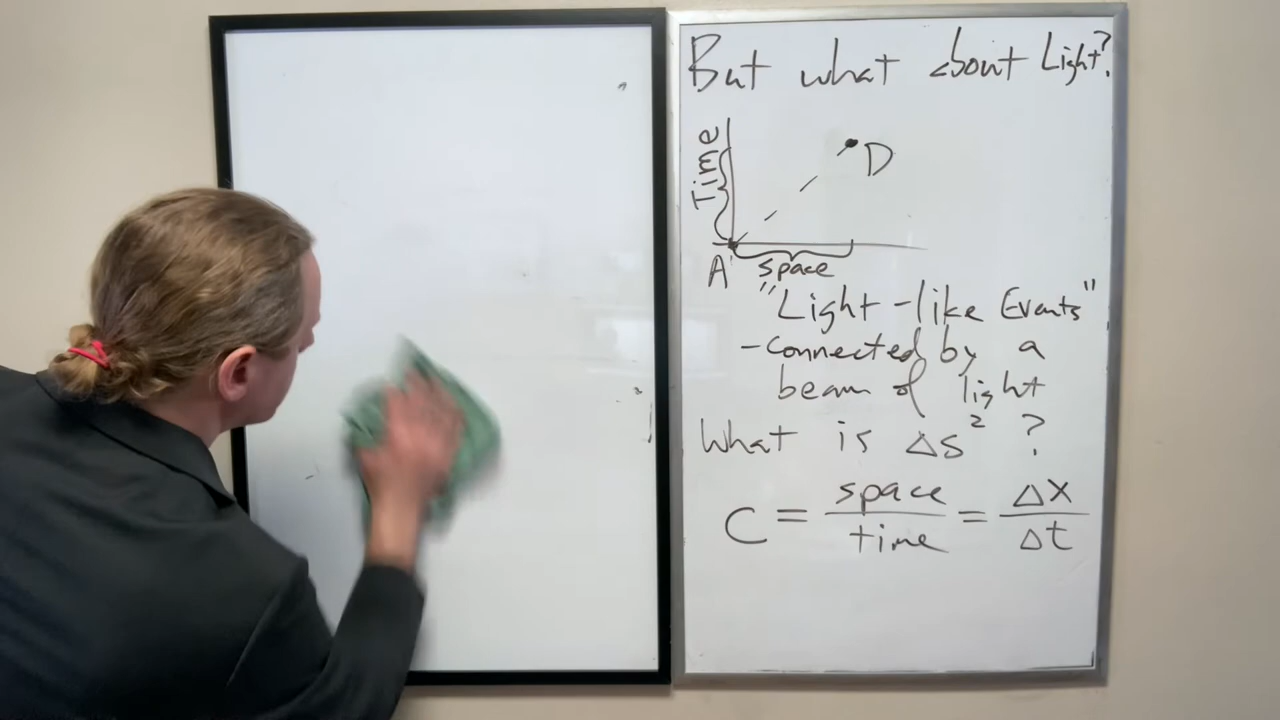 But what about Light?
Time
D
A
space
"Light-like Events"
- connected by a
beam of light
What is Δs² ?
C = space/time = Δx/Δt